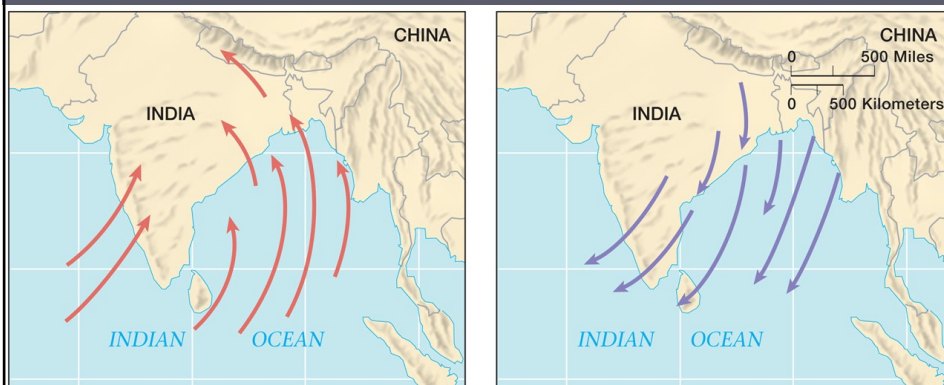 CHINA
INDIA
INDIAN OCEAN
CHINA
0 500 Miles
0 500 Kilometers
INDIA
INDIAN OCEAN